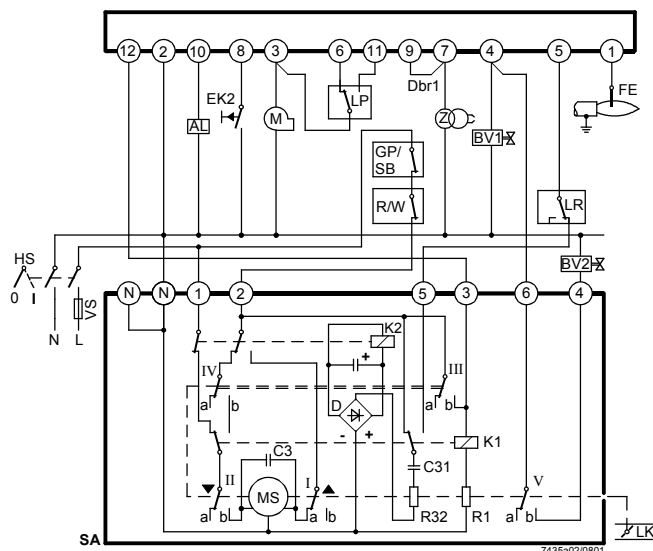 12 2 10 8 3 6 11 9 7 4 5 1
Dbr1
FE
EK2
LP
AL
M
Z
BV1
GP/
SB
R/W
LR
HS
0 I
VS
N L
BV2
N N 1 2 5 3 6 4
K2
+
III
IV
a b
D
a b
- +
K1
C3
C31
II
I
V
MS
a b
a b
R32
R1
a b
SA
LK
7435a02/0801